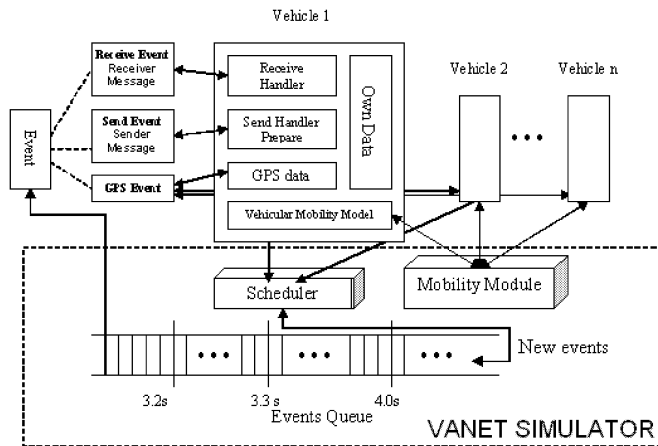 Vehicle 1
Receive Event
Receiver
Message
Receive
Handler
Own Data
Vehicle 2
Vehicle n
Event
Send Event
Sender
Message
Send Handler
Prepare
GPS Event
GPS data
Vehicular Mobility Model
Scheduler
Mobility Module
New events
3.2s
3.3 s
4.0s
Events Queue
VANET SIMULATOR